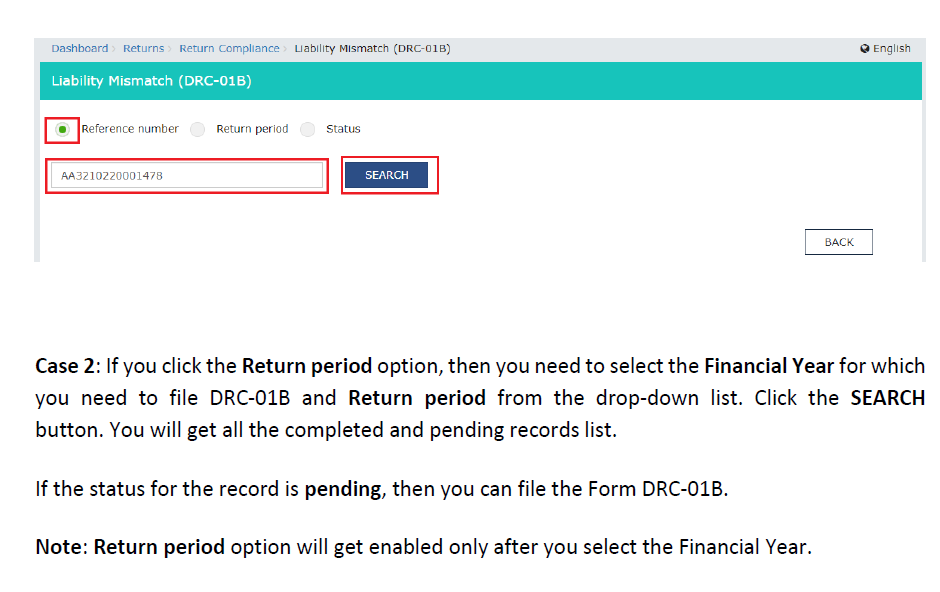 Dashboard › Returns › Return Compliance › Liability Mismatch (DRC-01B) English
Liability Mismatch (DRC-01B)
Reference number Return period Status
AA3210220001478 SEARCH
BACK
Case 2: If you click the Return period option, then you need to select the Financial Year for which
you need to file DRC-01B and Return period from the drop-down list. Click the SEARCH
button. You will get all the completed and pending records list.
If the status for the record is pending, then you can file the Form DRC-01B.
Note: Return period option will get enabled only after you select the Financial Year.